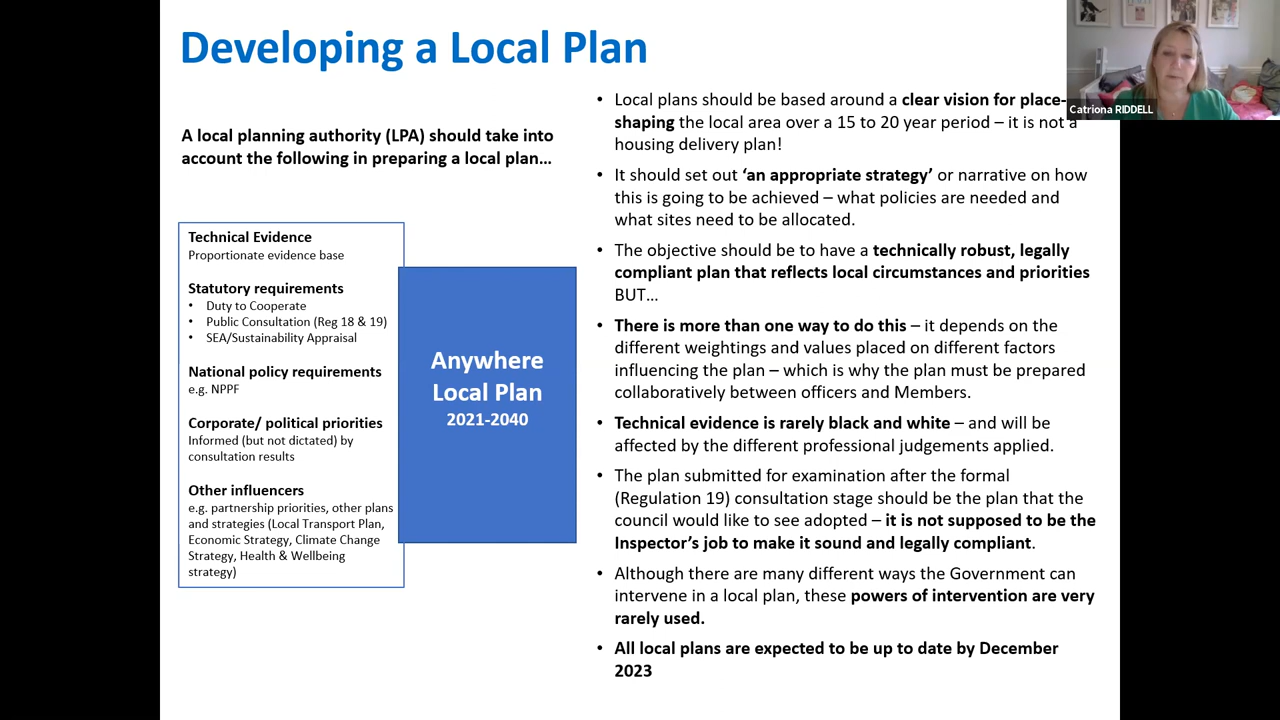 Developing a Local Plan
Catriona RIDDELL
A local planning authority (LPA) should take into
account the following in preparing a local plan…
Technical Evidence
Proportionate evidence base
Statutory requirements
• Duty to Cooperate
• Public Consultation (Reg 18 & 19)
• SEA/Sustainability Appraisal
National policy requirements
e.g. NPPF
Corporate/ political priorities
Informed (but not dictated) by
consultation results
Other influencers
e.g. partnership priorities, other plans
and strategies (Local Transport Plan,
Economic Strategy, Climate Change
Strategy, Health & Wellbeing
strategy)
Anywhere
Local Plan
2021-2040
• Local plans should be based around a clear vision for place-
shaping the local area over a 15 to 20 year period – it is not a
housing delivery plan!
• It should set out ‘an appropriate strategy’ or narrative on how
this is going to be achieved – what policies are needed and
what sites need to be allocated.
• The objective should be to have a technically robust, legally
compliant plan that reflects local circumstances and priorities
BUT…
• There is more than one way to do this – it depends on the
different weightings and values placed on different factors
influencing the plan – which is why the plan must be prepared
collaboratively between officers and Members.
• Technical evidence is rarely black and white – and will be
affected by the different professional judgements applied.
• The plan submitted for examination after the formal
(Regulation 19) consultation stage should be the plan that the
council would like to see adopted – it is not supposed to be the
Inspector’s job to make it sound and legally compliant.
• Although there are many different ways the Government can
intervene in a local plan, these powers of intervention are very
rarely used.
• All local plans are expected to be up to date by December
2023